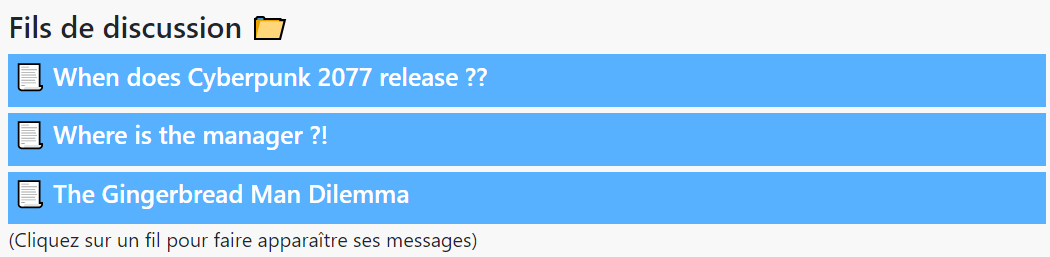 Fils de discussion
When does Cyberpunk 2077 release ??
Where is the manager ?!
The Gingerbread Man Dilemma
(Cliquez sur un fil pour faire apparaître ses messages)